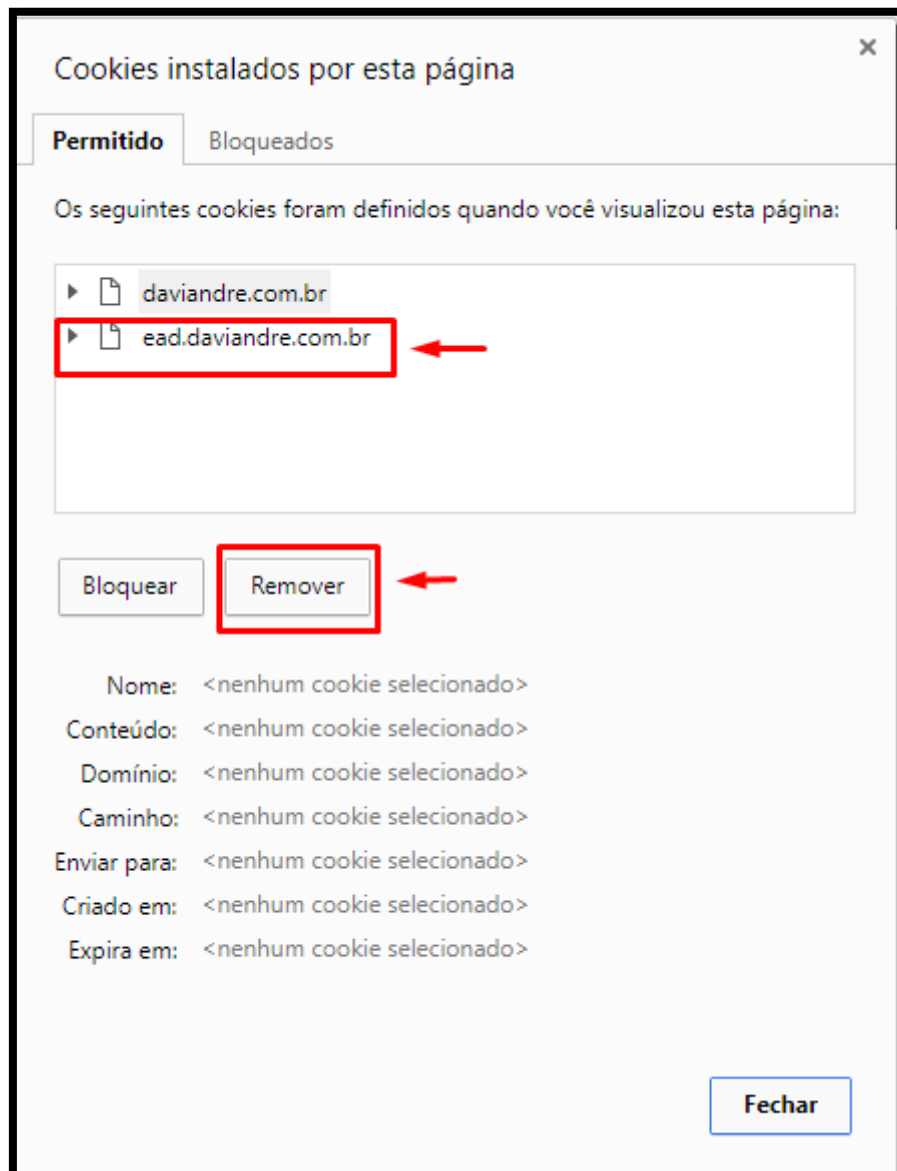 Cookies instalados por esta página
Permitido
Bloqueados
Os seguintes cookies foram definidos quando você visualizou esta página:
daviandre.com.br
ead.daviandre.com.br
Bloquear
Remover
Nome: <nenhum cookie selecionado>
Conteúdo: <nenhum cookie selecionado>
Domínio: <nenhum cookie selecionado>
Caminho: <nenhum cookie selecionado>
Enviar para: <nenhum cookie selecionado>
Criado em: <nenhum cookie selecionado>
Expira em: <nenhum cookie selecionado>
Fechar